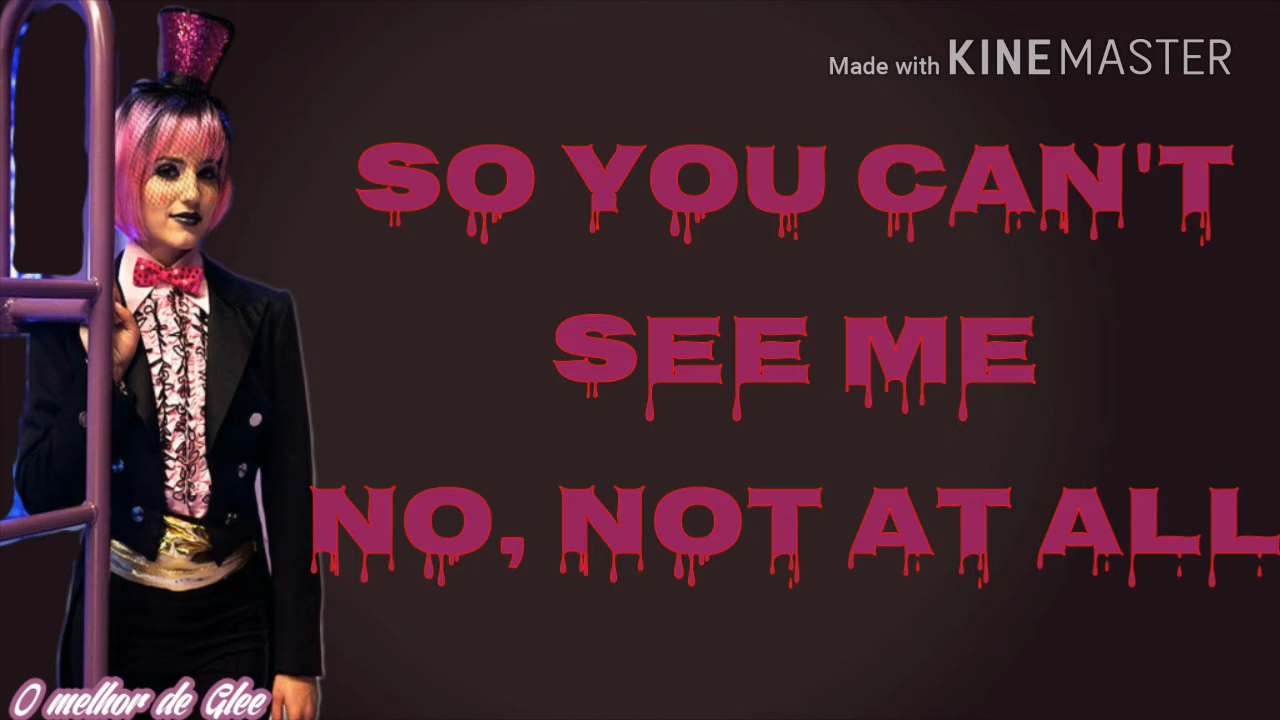 Made with KINEMASTER
SO YOU CAN'T
SEE ME
NO, NOT AT ALL
O melhor de Glee